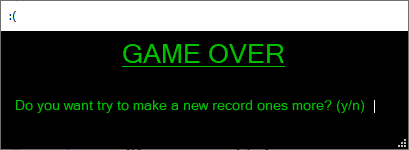 :(
GAME OVER
Do you want try to make a new record ones more? (y/n)